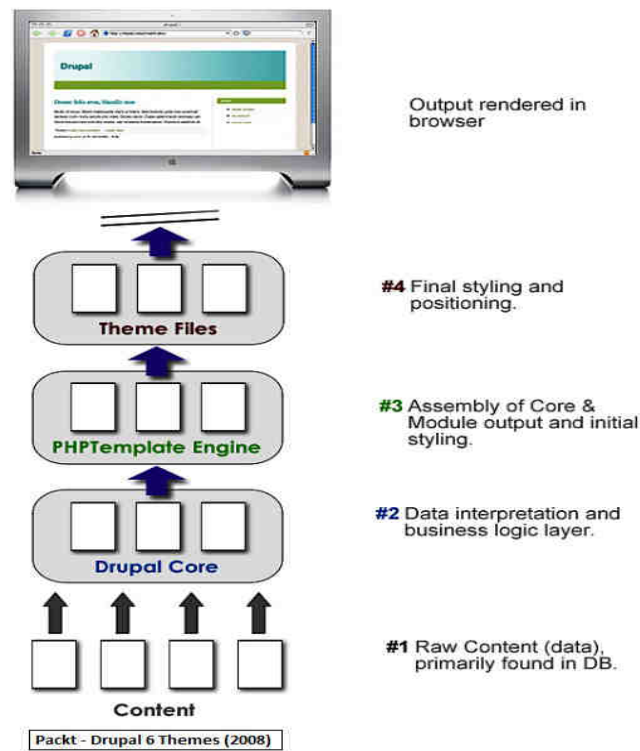 Drupal
Output rendered in
browser
#4 Final styling and
positioning.
Theme Files
#3 Assembly of Core &
Module output and initial
styling.
PHPTemplate Engine
#2 Data interpretation and
business logic layer.
Drupal Core
#1 Raw Content (data),
primarily found in DB.
Content
Packt - Drupal 6 Themes (2008)